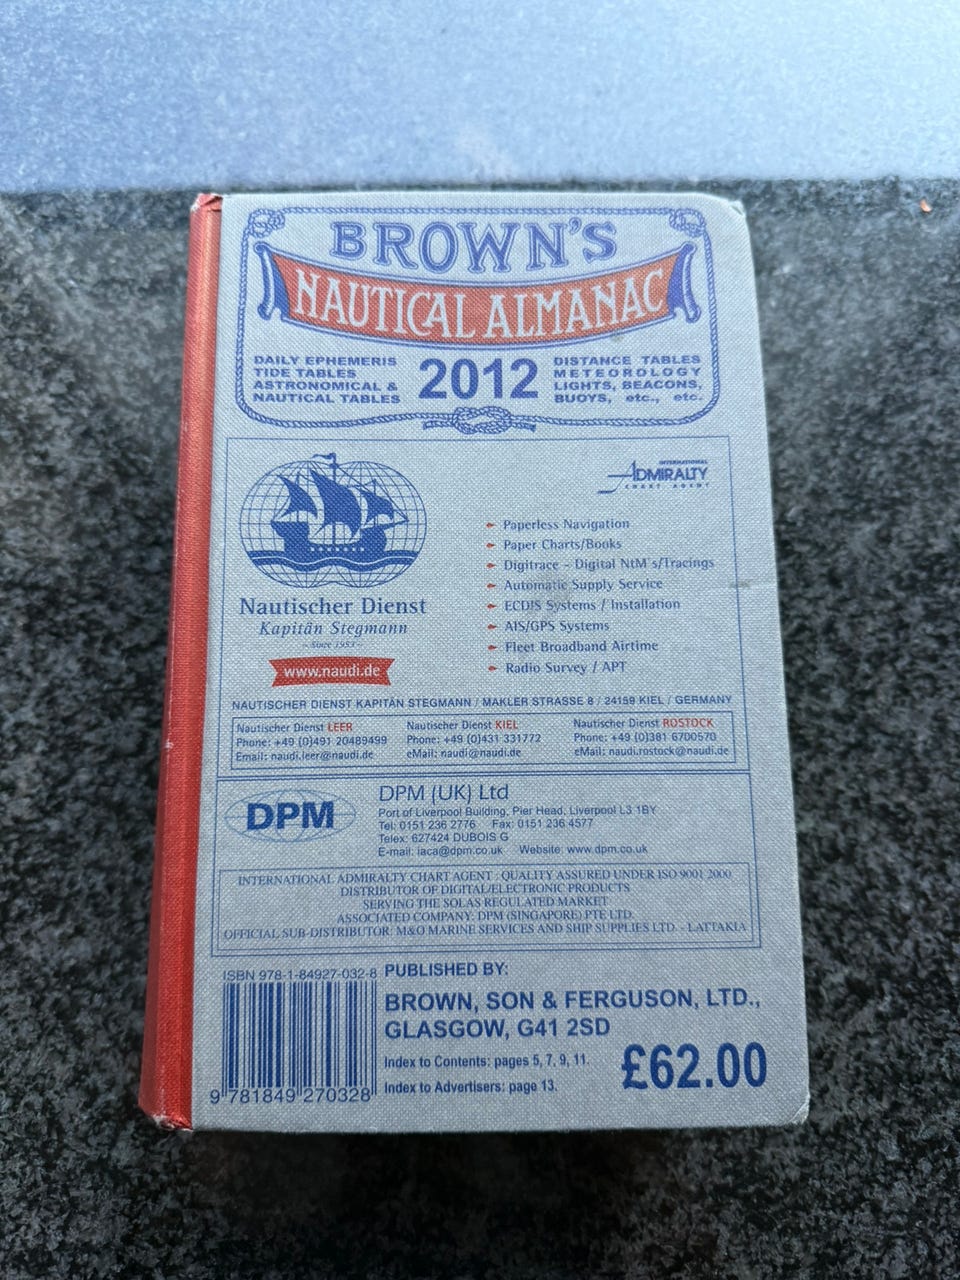 BROWN'S
NAUTICAL ALMANAC
DAILY EPHEMERIS
TIDE TABLES
ASTRONOMICAL &
NAUTICAL TABLES
2012
DISTANCE TABLES
METEOROLOGY
LIGHTS, BEACONS,
BUOYS, etc., etc.
INTERNATIONAL
ADMIRALTY
CHART AGENT
Nautischer Dienst
Kapitän Stegmann
- Since 1953 -
www.naudi.de
Paperless Navigation
Paper Charts/Books
Digitrace – Digital NtM's/Tracings
Automatic Supply Service
ECDIS Systems / Installation
AIS/GPS Systems
Fleet Broadband Airtime
Radio Survey / APT
NAUTISCHER DIENST KAPITÄN STEGMANN / MAKLER STRASSE 8 / 24159 KIEL / GERMANY
Nautischer Dienst LEER
Phone: +49 (0)491 20489499
Email: naudi.leer@naudi.de
Nautischer Dienst KIEL
Phone: +49 (0)431 331772
eMail: naudi@naudi.de
Nautischer Dienst ROSTOCK
Phone: +49 (0)381 6700570
eMail: naudi.rostock@naudi.de
DPM
DPM (UK) Ltd
Port of Liverpool Building, Pier Head, Liverpool L3 1BY
Tel: 0151 236 2776 Fax: 0151 236 4577
Telex: 627424 DUBOIS G
E-mail: iaca@dpm.co.uk Website: www.dpm.co.uk
INTERNATIONAL ADMIRALTY CHART AGENT : QUALITY ASSURED UNDER ISO 9001 2000
DISTRIBUTOR OF DIGITAL/ELECTRONIC PRODUCTS
SERVING THE SOLAS REGULATED MARKET
ASSOCIATED COMPANY: DPM (SINGAPORE) PTE LTD.
OFFICIAL SUB-DISTRIBUTOR: M&O MARINE SERVICES AND SHIP SUPPLIES LTD. - LATTAKIA
ISBN 978-1-84927-032-8
9 781849 270328
PUBLISHED BY:
BROWN, SON & FERGUSON, LTD.,
GLASGOW, G41 2SD
Index to Contents: pages 5, 7, 9, 11.
Index to Advertisers: page 13.
£62.00